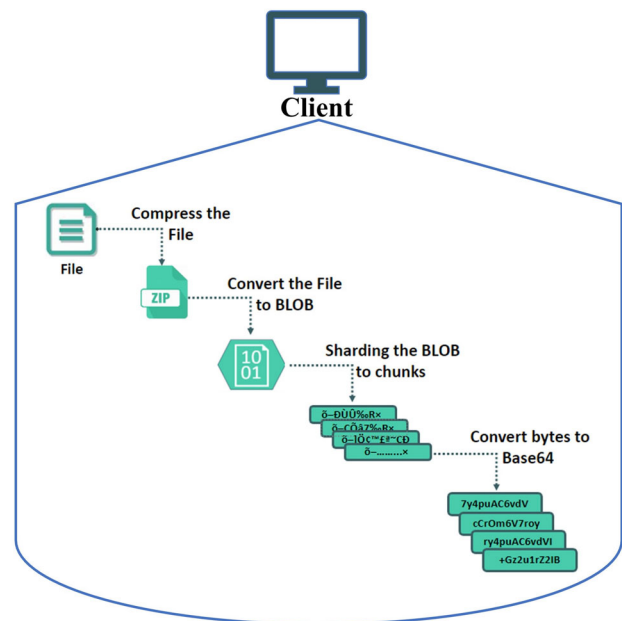 Client
Compress the
File
File
ZIP
Convert the File
to BLOB
10
01
Sharding the BLOB
to chunks
õ–ÐÙÛ‰R×
õ–……...×
Convert bytes to
Base64
7y4puAC6vdV
cCrOm6V7roy
ry4puAC6vdVI
+Gz2u1rZ2IB